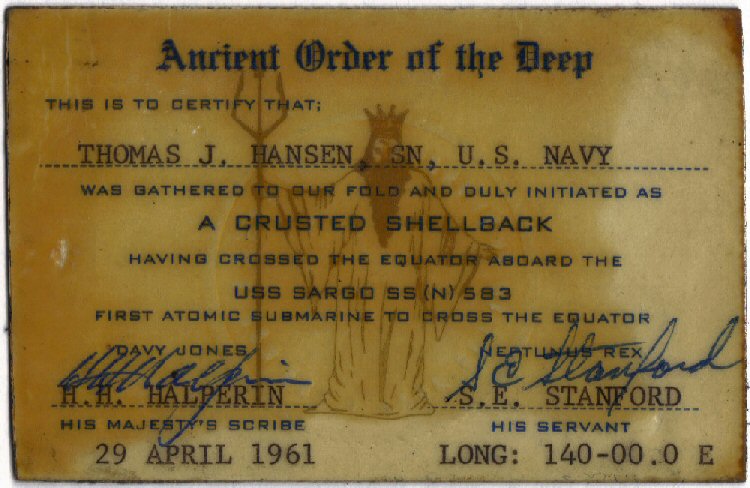 Ancient Order of the Deep
THIS IS TO CERTIFY THAT;
THOMAS J. HANSEN, SN, U.S. NAVY
WAS GATHERED TO OUR FOLD AND DULY INITIATED AS
A CRUSTED SHELLBACK
HAVING CROSSED THE EQUATOR ABOARD THE
USS SARGO SS(N) 583
FIRST ATOMIC SUBMARINE TO CROSS THE EQUATOR
DAVY JONES NEPTUNUS REX
HH Halperin S E Stanford
H.H. HALPERIN S.E. STANFORD
HIS MAJESTY'S SCRIBE HIS SERVANT
29 APRIL 1961 LONG: 140-00.0 E